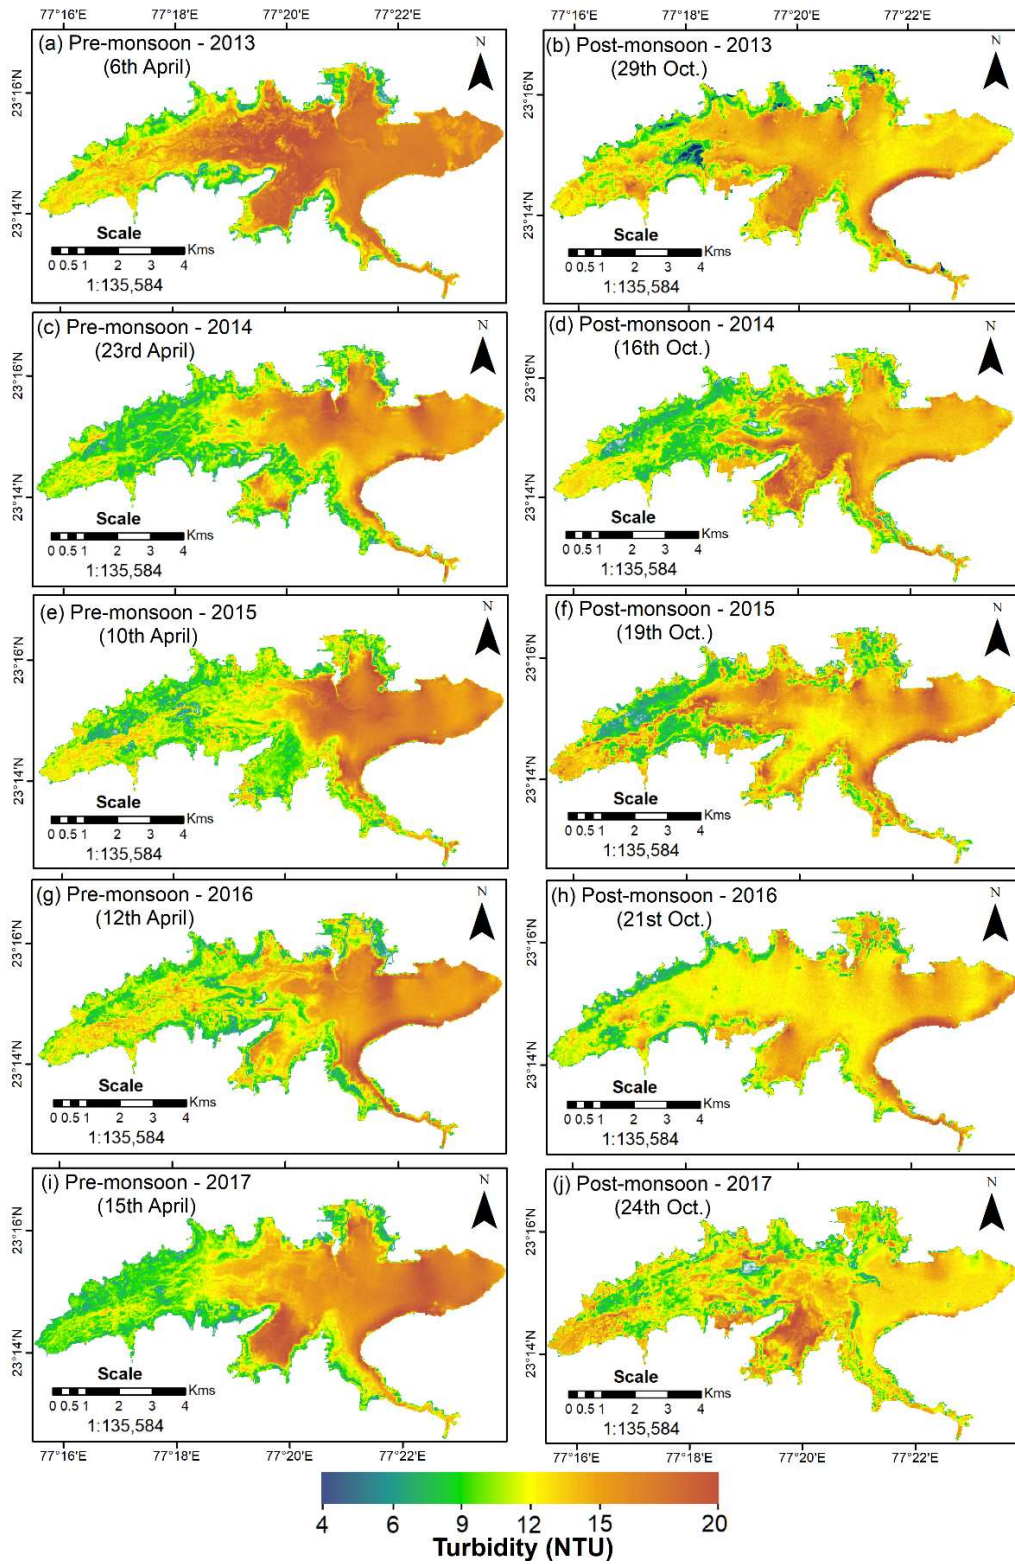 77°16'E 77°18'E 77°20'E 77°22'E 77°16'E 77°18'E 77°20'E 77°22'E
(a) Pre-monsoon - 2013
(6th April)
N
23°16'N
23°14'N
Scale
0 0.5 1 2 3 4 Kms
1:135,584
(b) Post-monsoon - 2013
(29th Oct.)
N
23°16'N
23°14'N
Scale
0 0.5 1 2 3 4 Kms
1:135,584
(c) Pre-monsoon - 2014
(23rd April)
N
23°16'N
23°14'N
Scale
0 0.5 1 2 3 4 Kms
1:135,584
(d) Post-monsoon - 2014
(16th Oct.)
N
23°16'N
23°14'N
Scale
0 0.5 1 2 3 4 Kms
1:135,584
(e) Pre-monsoon - 2015
(10th April)
N
23°16'N
23°14'N
Scale
0 0.5 1 2 3 4 Kms
1:135,584
(f) Post-monsoon - 2015
(19th Oct.)
N
23°16'N
23°14'N
Scale
0 0.5 1 2 3 4 Kms
1:135,584
(g) Pre-monsoon - 2016
(12th April)
N
23°16'N
23°14'N
Scale
0 0.5 1 2 3 4 Kms
1:135,584
(h) Post-monsoon - 2016
(21st Oct.)
N
23°16'N
23°14'N
Scale
0 0.5 1 2 3 4 Kms
1:135,584
(i) Pre-monsoon - 2017
(15th April)
N
23°16'N
23°14'N
Scale
0 0.5 1 2 3 4 Kms
1:135,584
(j) Post-monsoon - 2017
(24th Oct.)
N
23°16'N
23°14'N
Scale
0 0.5 1 2 3 4 Kms
1:135,584
77°16'E 77°18'E 77°20'E 77°22'E 77°16'E 77°18'E 77°20'E 77°22'E
4 6 9 12 15 20
Turbidity (NTU)